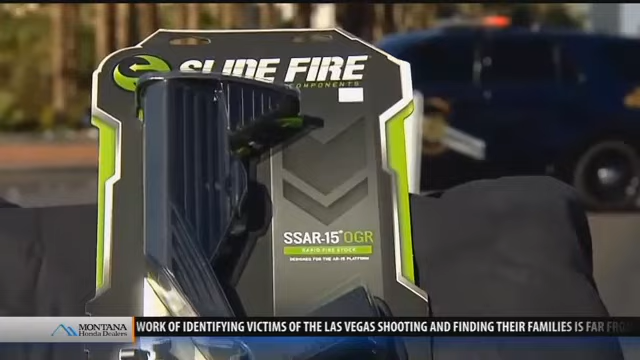 SLIDE FIRE
COMPONENTS
SSAR-15 OGR
RAPID FIRE STOCK
DESIGNED FOR THE AR-15 PLATFORM
MONTANA
Honda Dealers
WORK OF IDENTIFYING VICTIMS OF THE LAS VEGAS SHOOTING AND FINDING THEIR FAMILIES IS FAR FRO